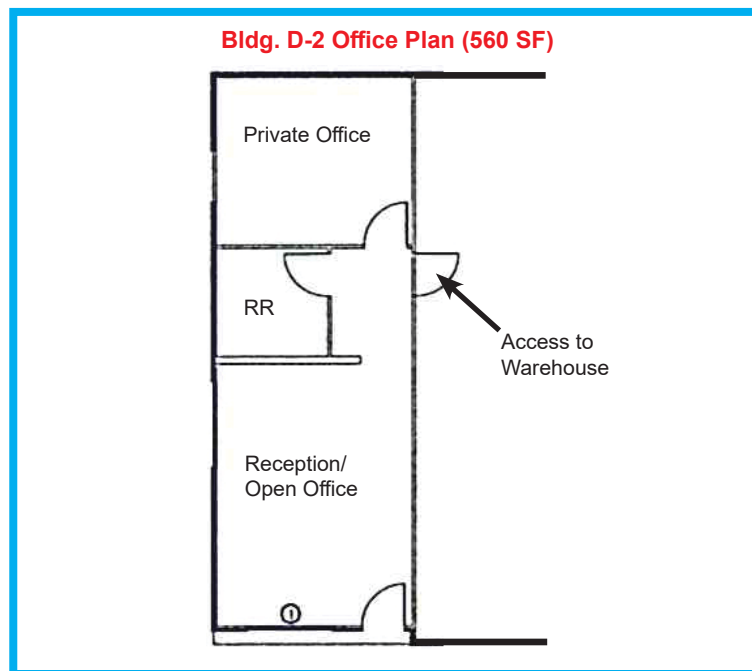 Bldg. D-2 Office Plan (560 SF)
Private Office
RR
Access to
Warehouse
Reception/
Open Office
1